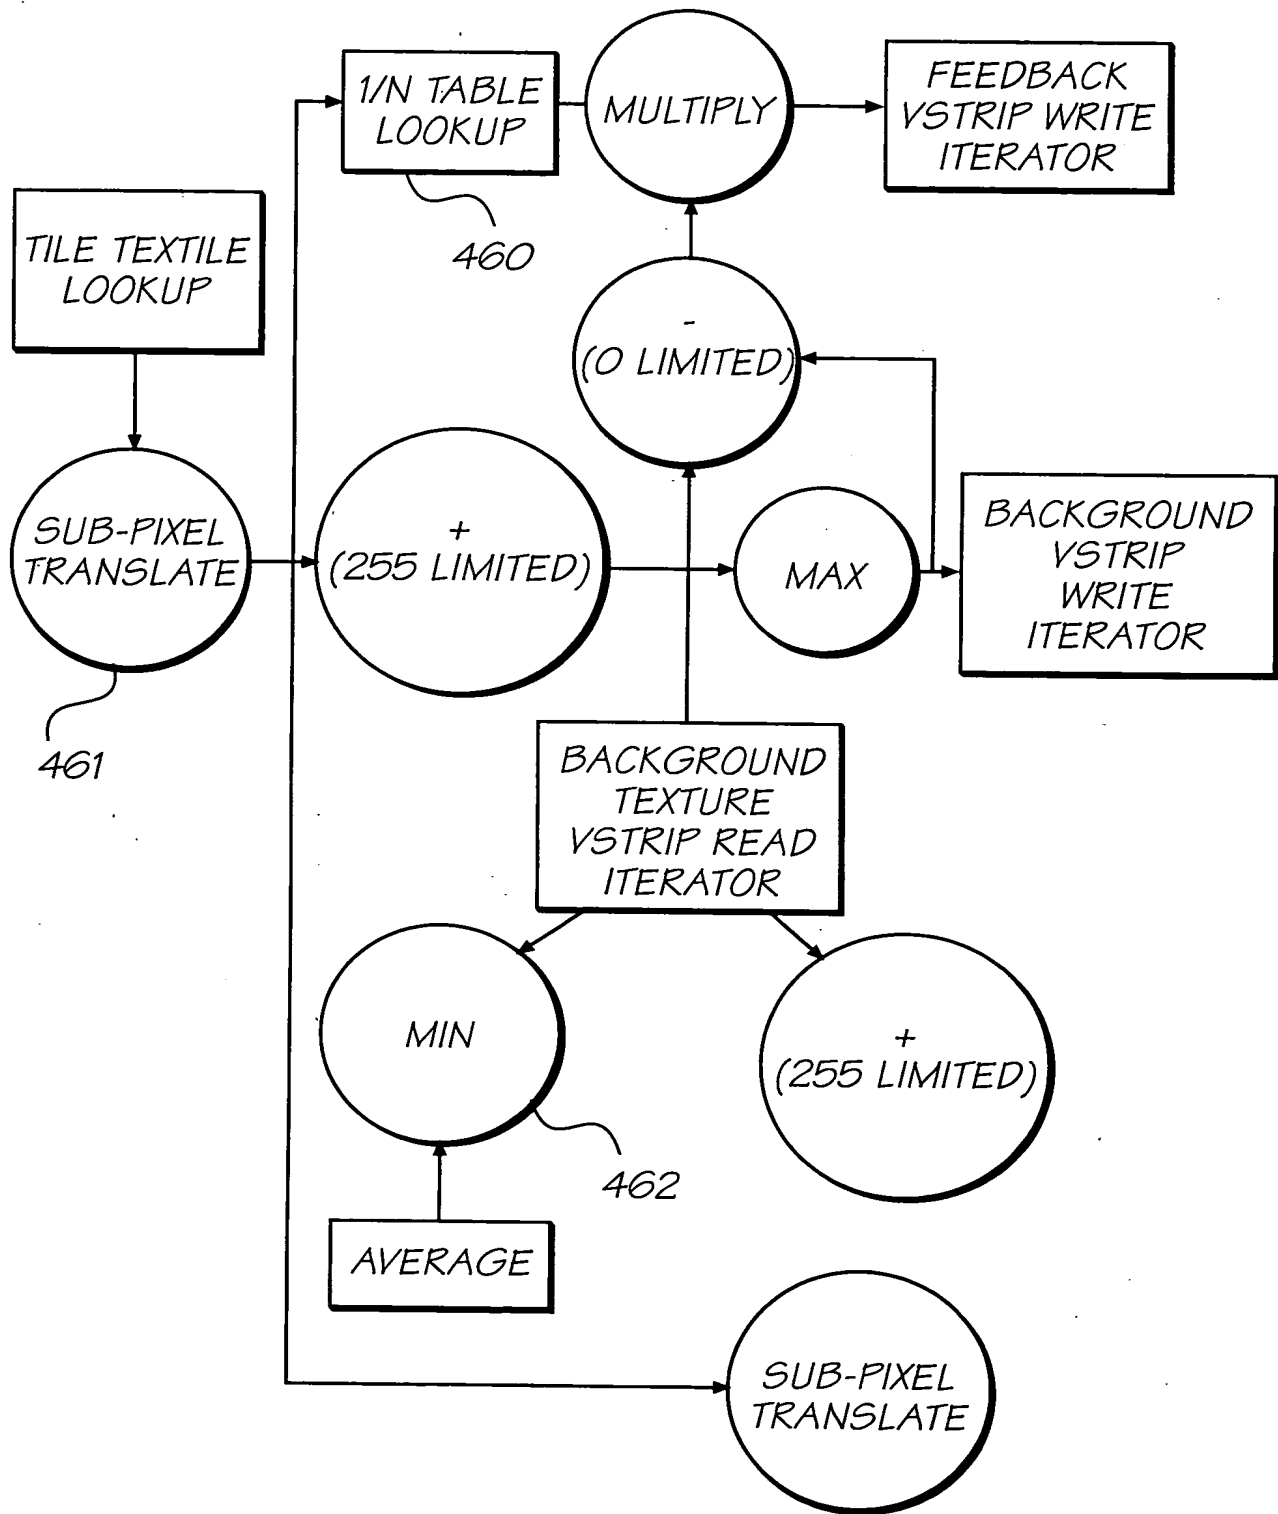 1/N TABLE
LOOKUP
MULTIPLY
FEEDBACK
VSTRIP WRITE
ITERATOR
460
TILE TEXTILE
LOOKUP
-
(0 LIMITED)
SUB-PIXEL
TRANSLATE
+
(255 LIMITED)
MAX
BACKGROUND
VSTRIP
WRITE
ITERATOR
461
BACKGROUND
TEXTURE
VSTRIP READ
ITERATOR
MIN
+
(255 LIMITED)
462
AVERAGE
SUB-PIXEL
TRANSLATE